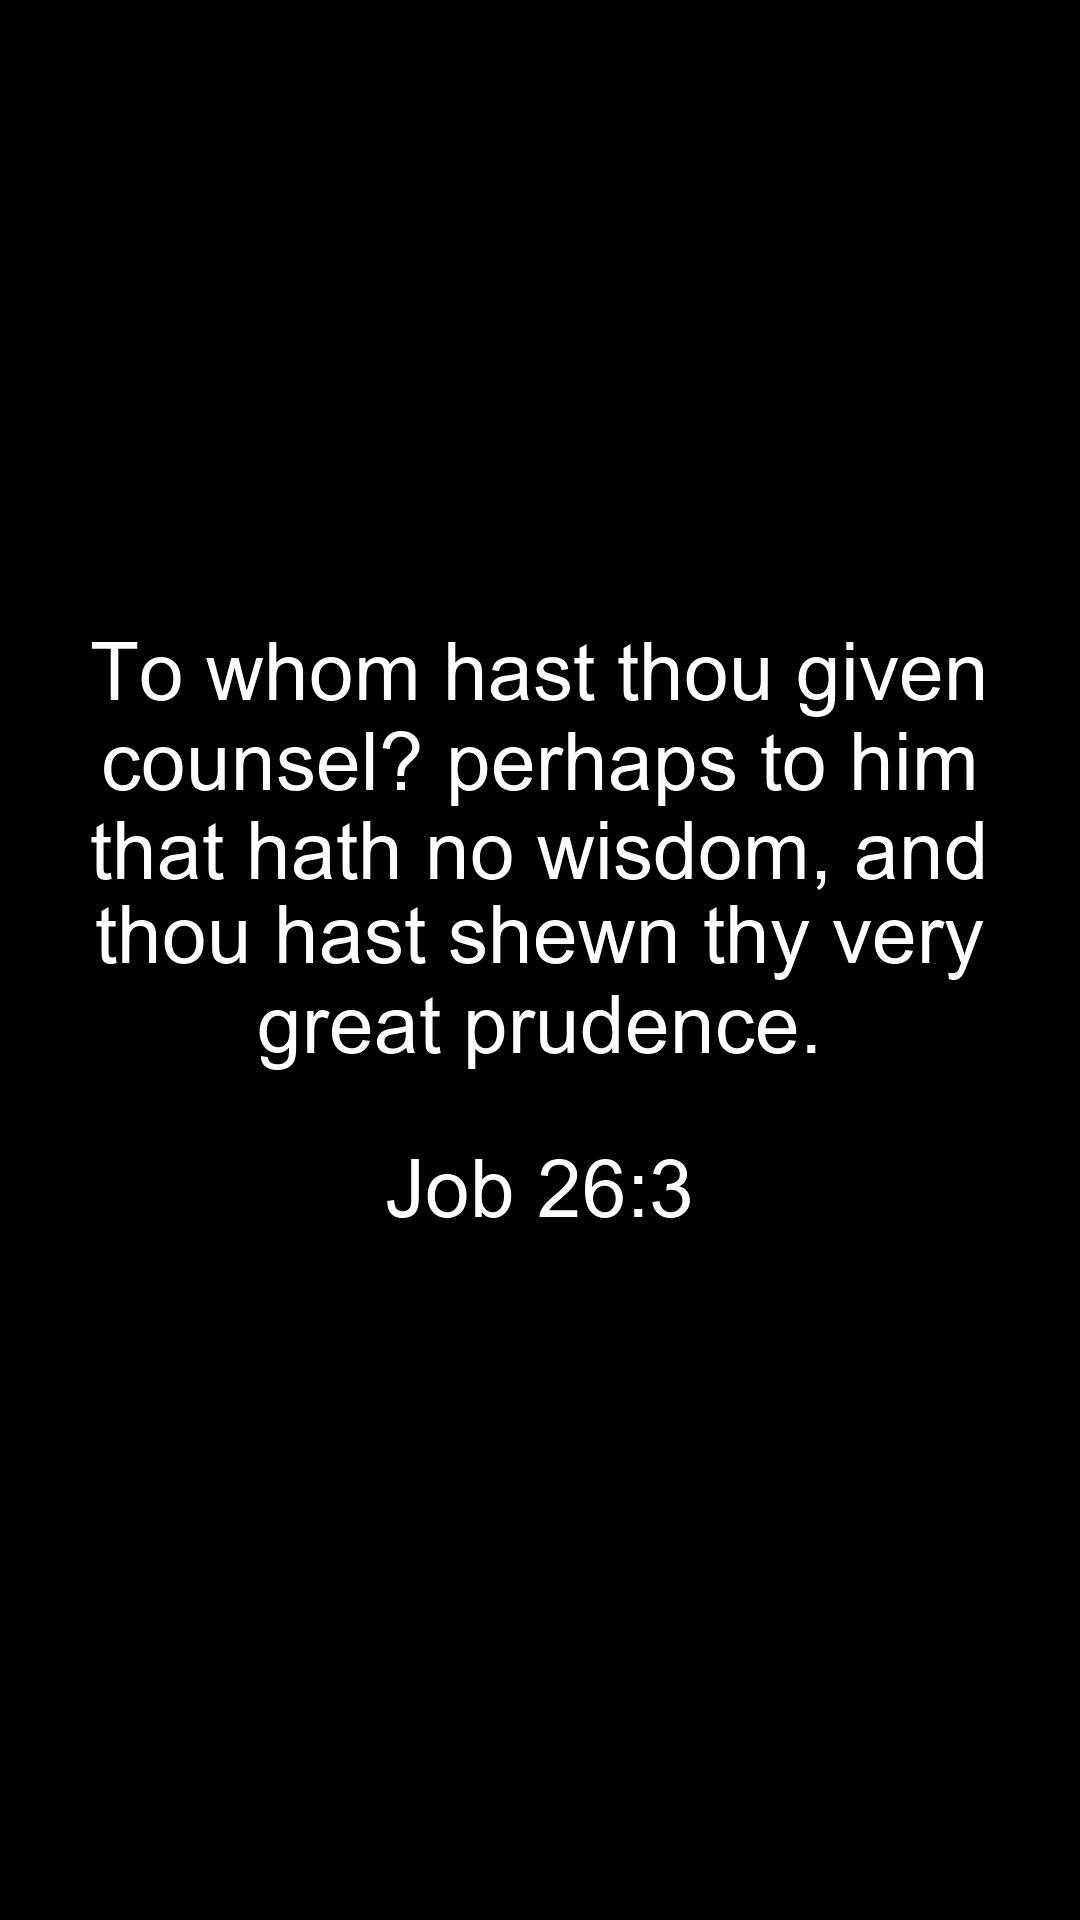 To whom hast thou given
counsel? perhaps to him
that hath no wisdom, and
thou hast shewn thy very
great prudence.
Job 26:3